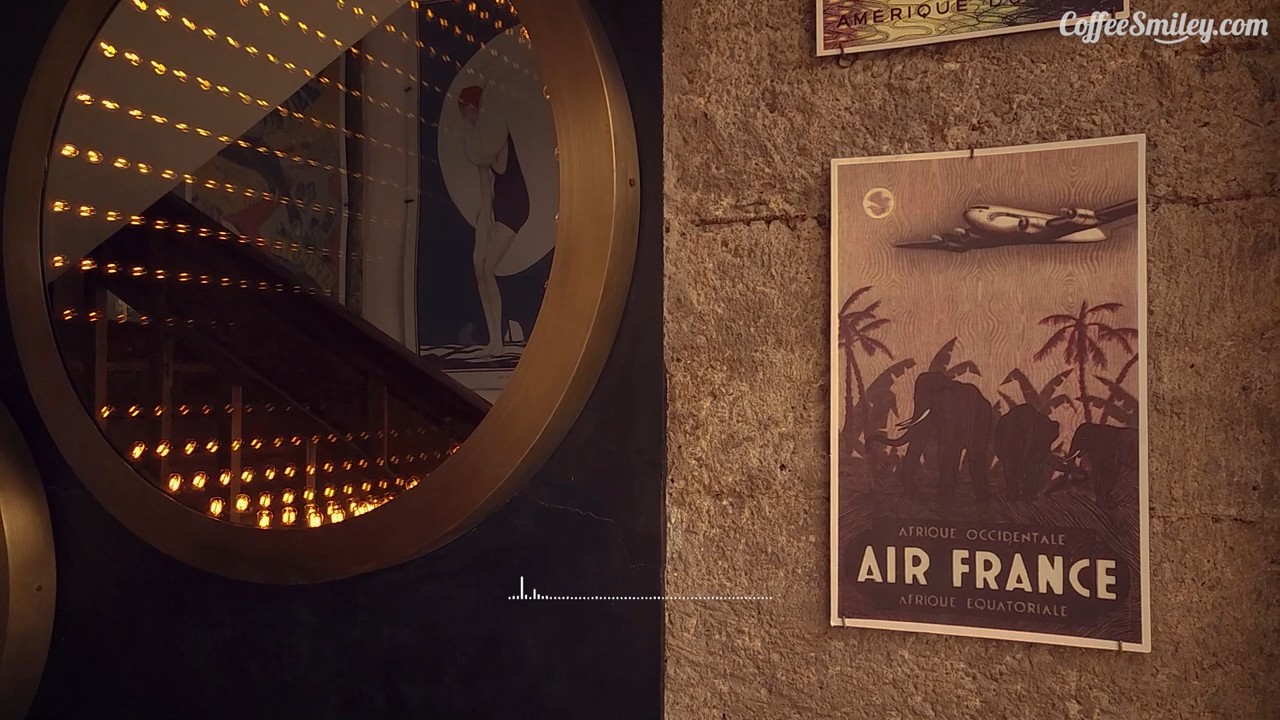 AMERIQUE DU
CoffeeSmiley.com
AFRIQUE OCCIDENTALE
AIR FRANCE
AFRIQUE EQUATORIALE